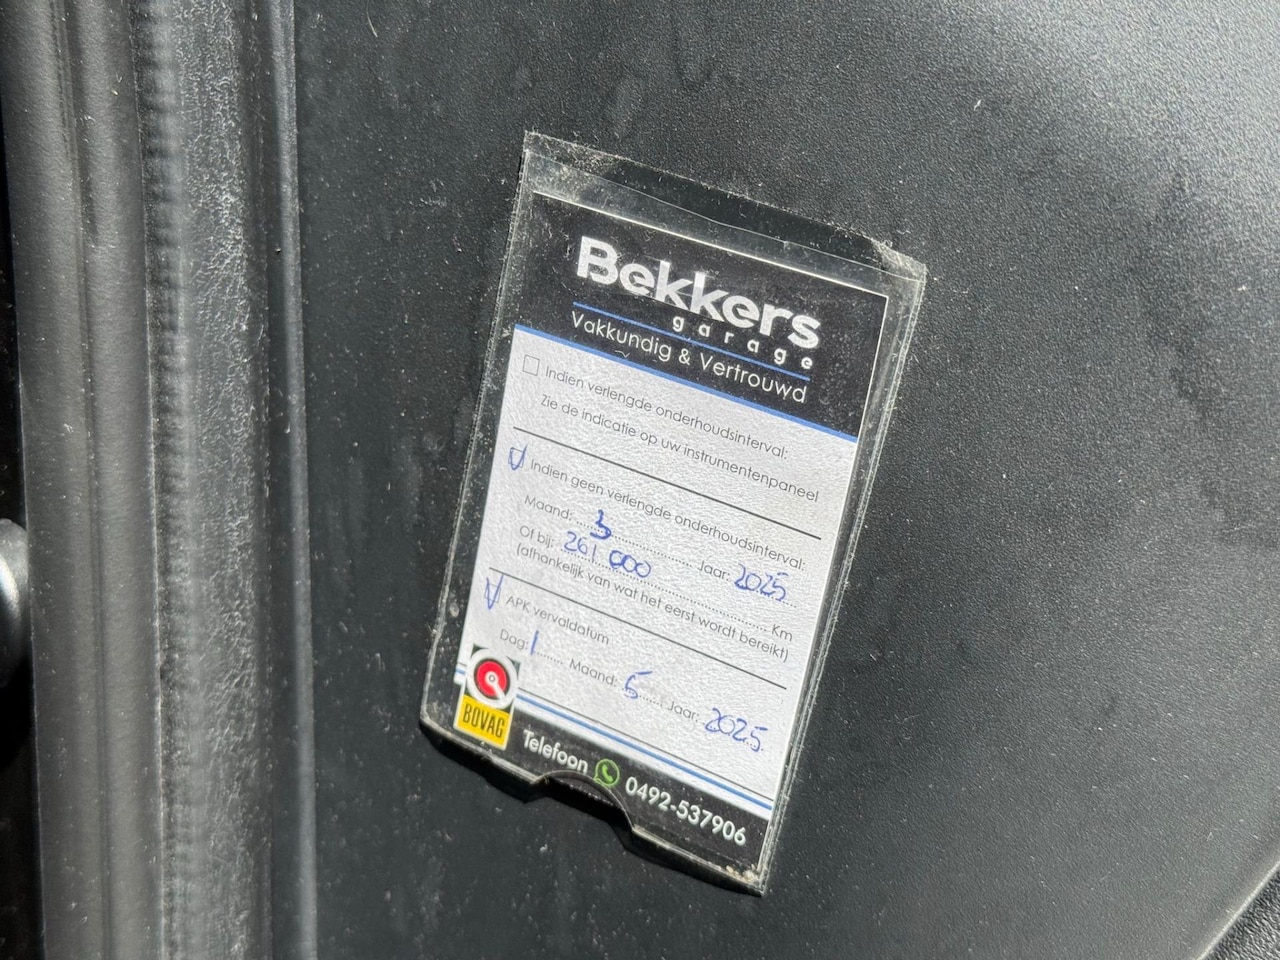 Bekkers
garage
Vakkundig & Vertrouwd
Indien verlengde onderhoudsinterval:
Zie de indicatie op uw instrumentenpaneel
Indien geen verlengde onderhoudsinterval:
Maand: 3 Jaar: 2025
Of bij: 261 000 Km
(afhankelijk van wat het eerst wordt bereikt)
APK vervaldatum
Dag: 1 Maand: 5 Jaar: 2025
BOVAG
Telefoon 0492-537906